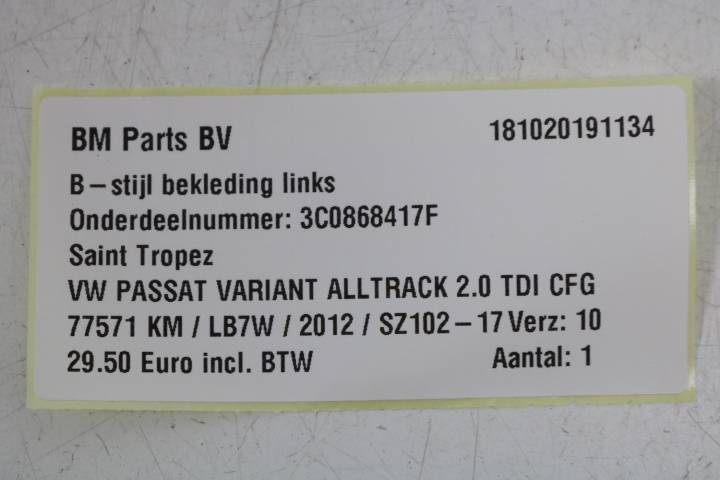 BM Parts BV 181020191134
B-stijl bekleding links
Onderdeelnummer: 3C0868417F
Saint Tropez
VW PASSAT VARIANT ALLTRACK 2.0 TDI CFG
77571 KM / LB7W / 2012 / SZ102-17 Verz: 10
29.50 Euro incl. BTW Aantal: 1